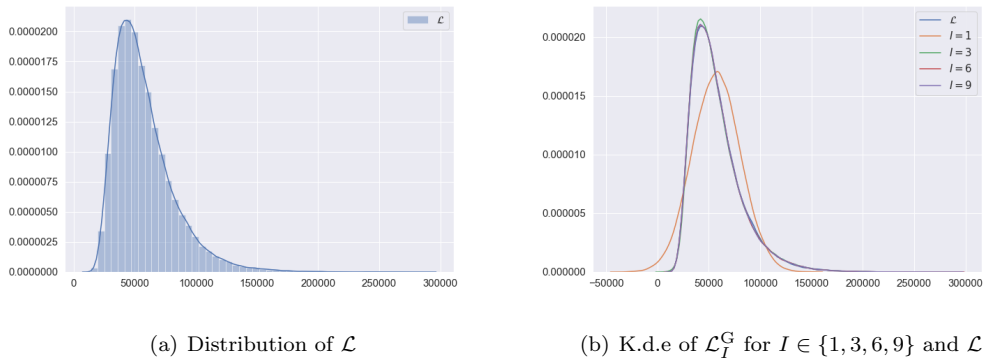 0.0000200
0.0000175
0.0000150
0.0000125
0.0000100
0.0000075
0.0000050
0.0000025
0.0000000
0 50000 100000 150000 200000 250000 300000
ℒ
0.000020
0.000015
0.000010
0.000005
0.000000
−50000 0 50000 100000 150000 200000 250000 300000
ℒ
I = 1
I = 3
I = 6
I = 9
(a) Distribution of ℒ
(b) K.d.e of ℒ_I^G for I ∈ {1, 3, 6, 9} and ℒ